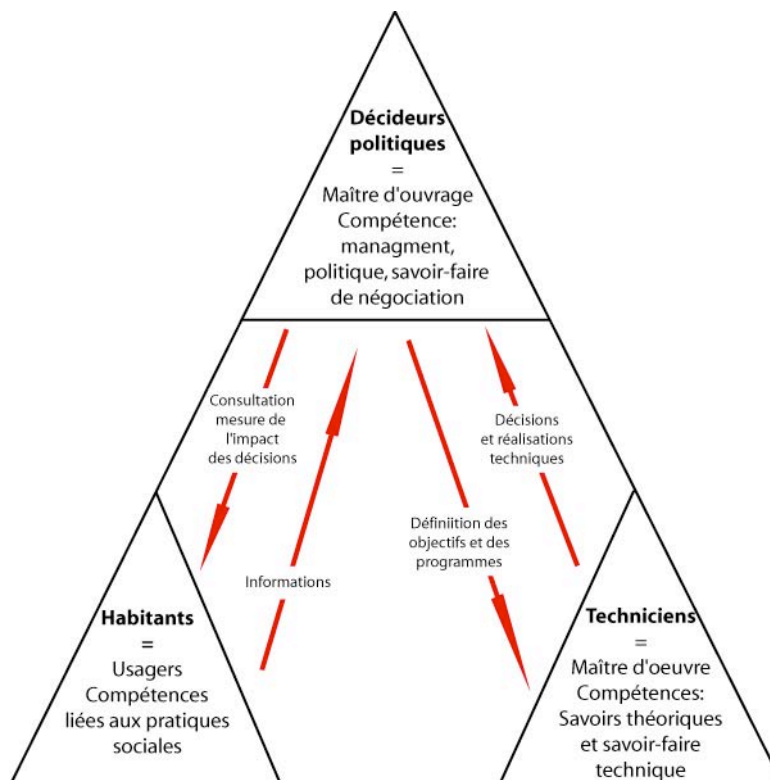 Décideurs
politiques
=
Maître d'ouvrage
Compétence:
managment,
politique, savoir-faire
de négociation
Consultation
mesure de
l'impact
des décisions
Informations
Définiition des
objectifs et des
programmes
Décisions
et réalisations
techniques
Habitants
=
Usagers
Compétences
liées aux pratiques
sociales
Techniciens
=
Maître d'oeuvre
Compétences:
Savoirs théoriques
et savoir-faire
technique